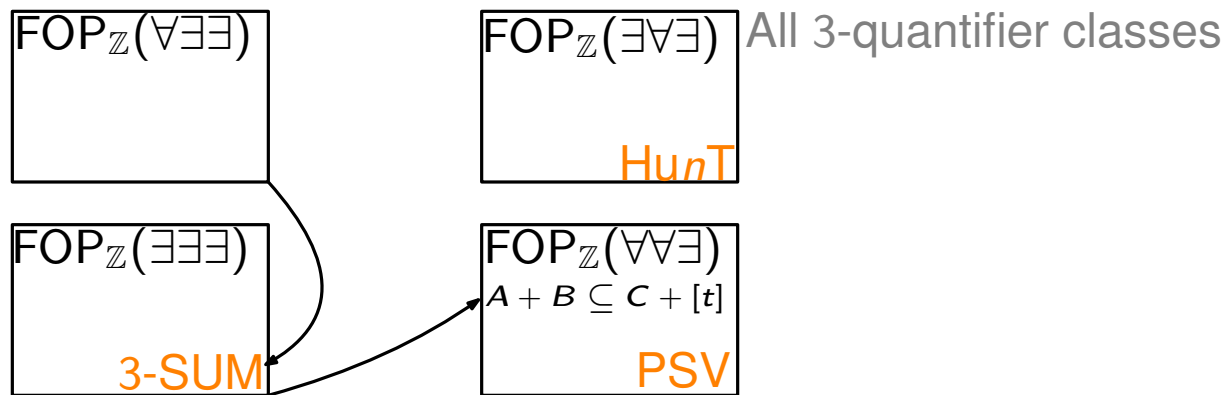 FOPℤ(∀∃∃)
FOPℤ(∃∀∃)
All 3-quantifier classes
HunT
FOPℤ(∃∃∃)
3-SUM
FOPℤ(∀∀∃)
A + B ⊆ C + [t]
PSV